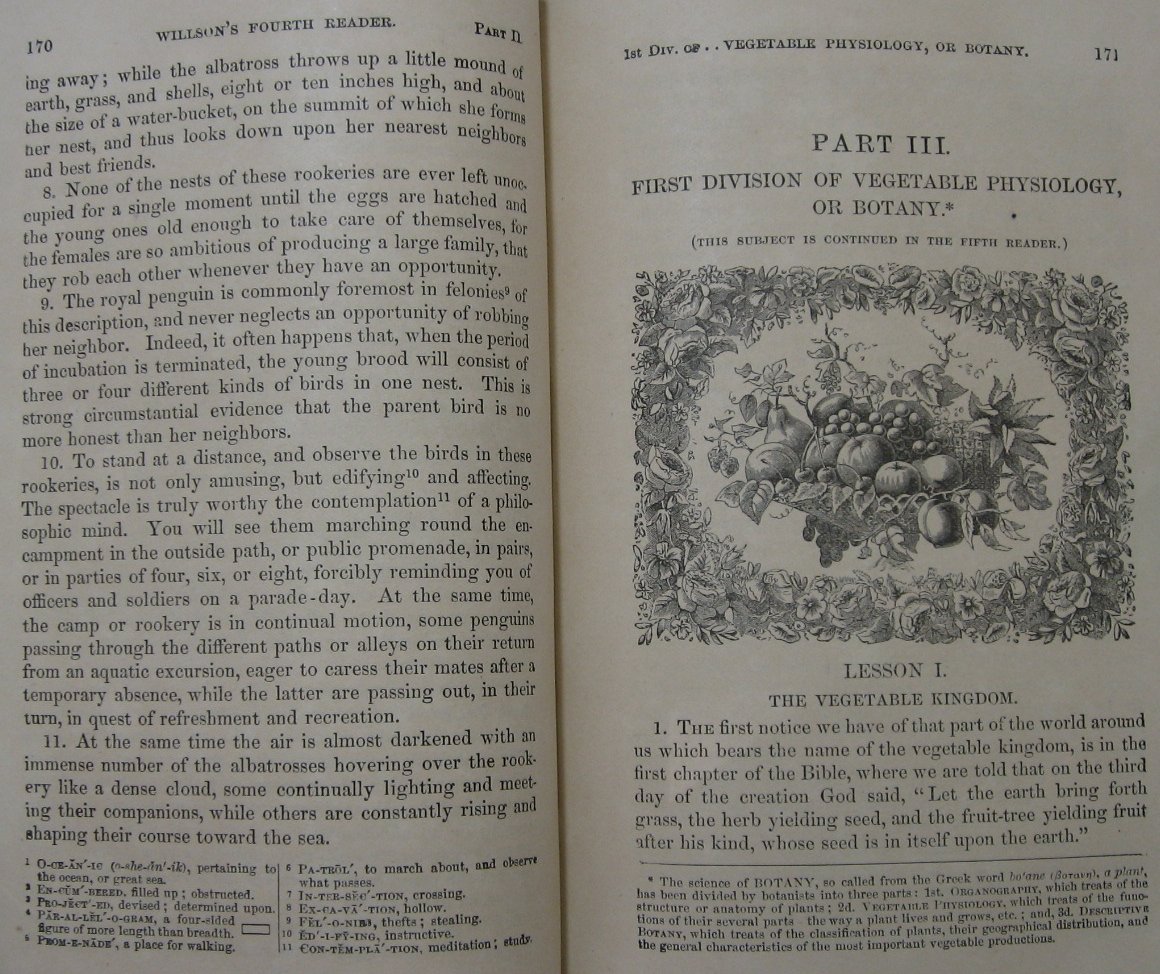 170 WILLSON'S FOURTH READER. PART II
ing away; while the albatross throws up a little mound of
earth, grass, and shells, eight or ten inches high, and about
the size of a water-bucket, on the summit of which she forms
her nest, and thus looks down upon her nearest neighbors
and best friends.
8. None of the nests of these rookeries are ever left unoc-
cupied for a single moment until the eggs are hatched and
the young ones old enough to take care of themselves, for
the females are so ambitious of producing a large family, that
they rob each other whenever they have an opportunity.
9. The royal penguin is commonly foremost in felonies⁹ of
this description, and never neglects an opportunity of robbing
her neighbor. Indeed, it often happens that, when the period
of incubation is terminated, the young brood will consist of
three or four different kinds of birds in one nest. This is
strong circumstantial evidence that the parent bird is no
more honest than her neighbors.
10. To stand at a distance, and observe the birds in these
rookeries, is not only amusing, but edifying¹⁰ and affecting.
The spectacle is truly worthy the contemplation¹¹ of a philo-
sophic mind. You will see them marching round the en-
campment in the outside path, or public promenade, in pairs,
or in parties of four, six, or eight, forcibly reminding you of
officers and soldiers on a parade-day. At the same time,
the camp or rookery is in continual motion, some penguins
passing through the different paths or alleys on their return
from an aquatic excursion, eager to caress their mates after a
temporary absence, while the latter are passing out, in their
turn, in quest of refreshment and recreation.
11. At the same time the air is almost darkened with an
immense number of the albatrosses hovering over the rook-
ery like a dense cloud, some continually lighting and meet-
ing their companions, while others are constantly rising and
shaping their course toward the sea.
¹ O-CE-ĂN´-IC (o-she-ăn´-ik), pertaining to
the ocean, or great sea.
² EN-CŬM´-BERED, filled up; obstructed.
³ PRO-JĔCT´-ED, devised; determined upon.
⁴ PĂR-AL-LĔL´-O-GRAM, a four-sided
figure of more length than breadth.
⁵ PROM-E-NÄDE´, a place for walking.
⁶ PA-TRŌL´, to march about, and observe
what passes.
⁷ IN-TER-SĔC´-TION, crossing.
⁸ EX-CA-VĀ´-TION, hollow.
⁹ FĔL´-O-NIES, thefts; stealing.
¹⁰ ĔD´-I-FȲ-ING, instructive.
¹¹ CON-TĔM-PLĀ´-TION, meditation; study.
1st DIV. OF . . VEGETABLE PHYSIOLOGY, OR BOTANY. 171
PART III.
FIRST DIVISION OF VEGETABLE PHYSIOLOGY,
OR BOTANY.*
(THIS SUBJECT IS CONTINUED IN THE FIFTH READER.)
LESSON I.
THE VEGETABLE KINGDOM.
1. THE first notice we have of that part of the world around
us which bears the name of the vegetable kingdom, is in the
first chapter of the Bible, where we are told that on the third
day of the creation God said, "Let the earth bring forth
grass, the herb yielding seed, and the fruit-tree yielding fruit
after his kind, whose seed is in itself upon the earth."
* The science of BOTANY, so called from the Greek word bo'ane (βοτανη), a plant,
has been divided by botanists into three parts: 1st, ORGANOGRAPHY, which treats of the
structure or anatomy of plants; 2d. VEGETABLE PHYSIOLOGY, which treats of the func-
tions of their several parts—the way a plant lives and grows, etc.; and, 3d. DESCRIPTIVE
BOTANY, which treats of the classification of plants, their geographical distribution, and
the general characteristics of the most important vegetable productions.